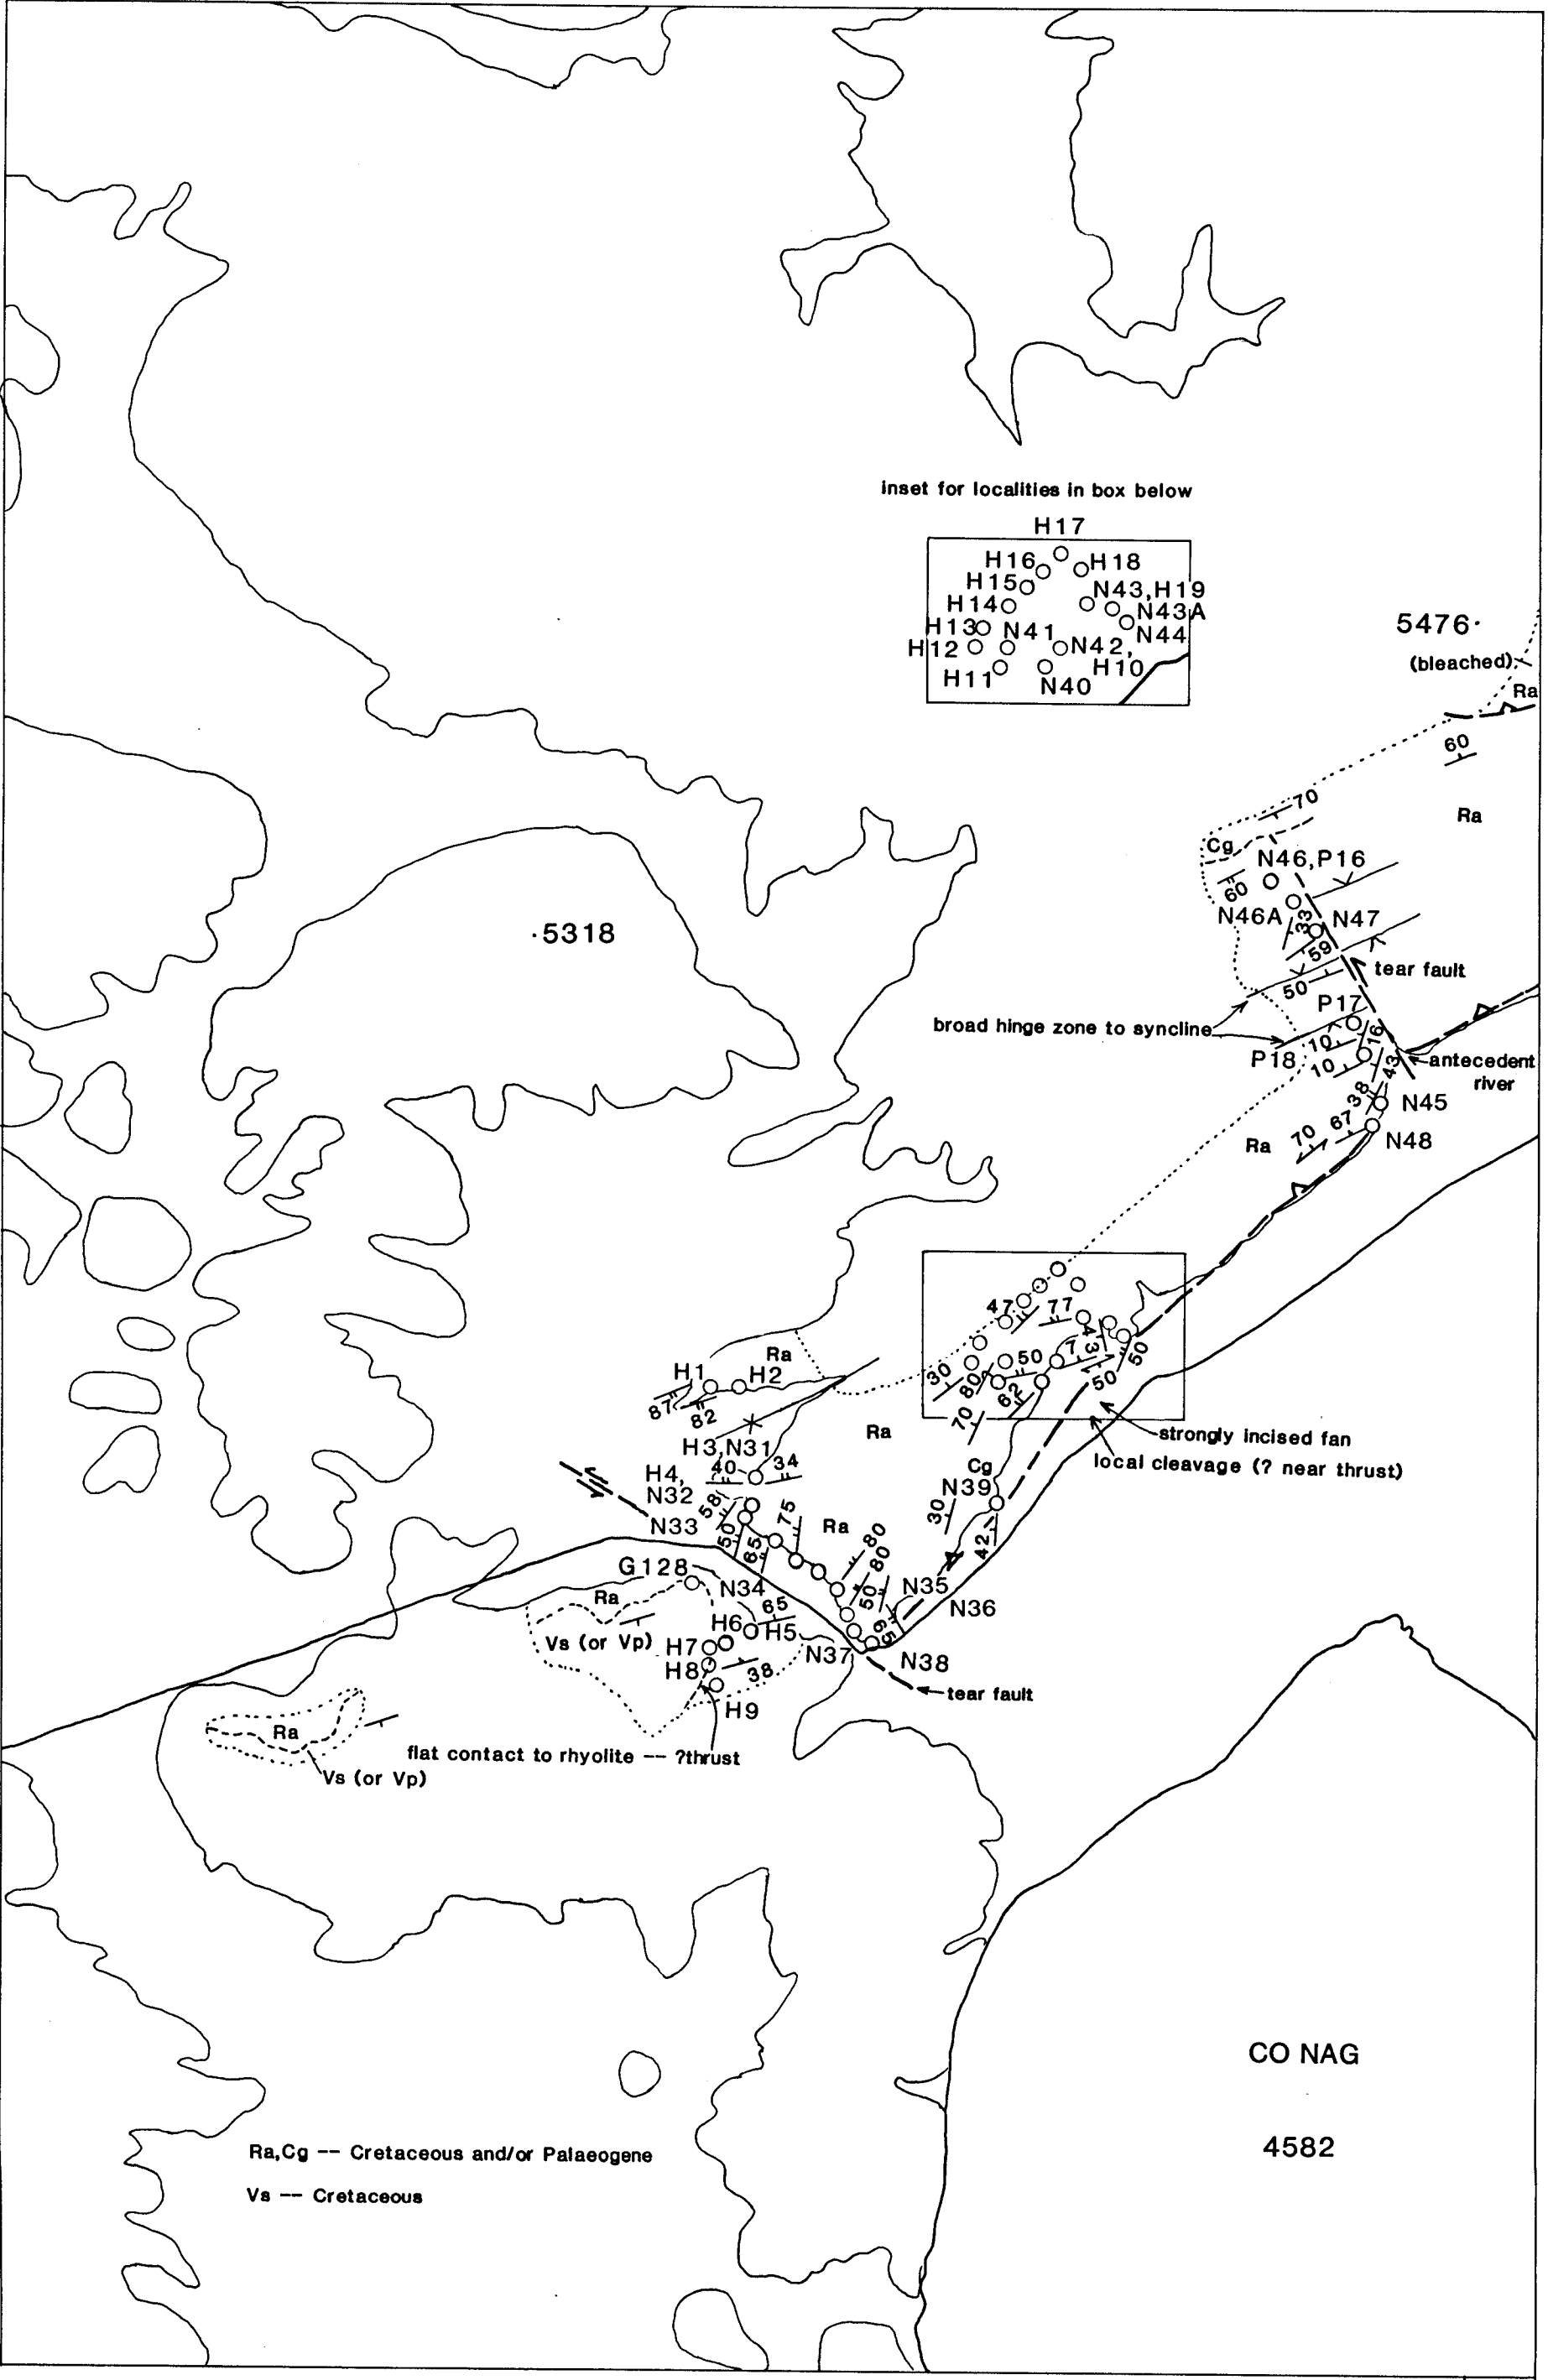 inset for localities in box below
H17
H16
H18
H15
N43,H19
H14
N43A
H13
N41
N44
H12
N42,
H10
H11
N40
5476
(bleached)
Ra
60
Ra
70
Cg
N46,P16
60
N46A
33
N47
59
tear fault
50
5318
P17
broad hinge zone to syncline
10
16
P18
10
antecedent
river
43
38
N45
67
70
Ra
N48
47
77
43
7
50
50
50
30
80
62
70
Ra
H1
H2
87
82
Ra
strongly incised fan
local cleavage (? near thrust)
H3,N31
40
34
Cg
H4,
N32
N39
58
75
30
Ra
N33
50
65
80
42
80
G128
N34
50
N35
Ra
65
N36
H6
H5
65
Vs (or Vp)
H7
N37
H8
38
N38
tear fault
H9
Ra
flat contact to rhyolite -- ?thrust
Vs (or Vp)
CO NAG
4582
Ra,Cg -- Cretaceous and/or Palaeogene
Vs -- Cretaceous